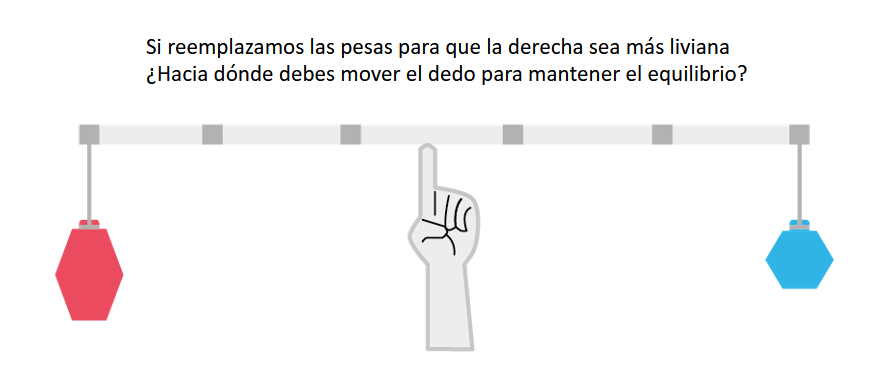 Si reemplazamos las pesas para que la derecha sea más liviana
¿Hacia dónde debes mover el dedo para mantener el equilibrio?